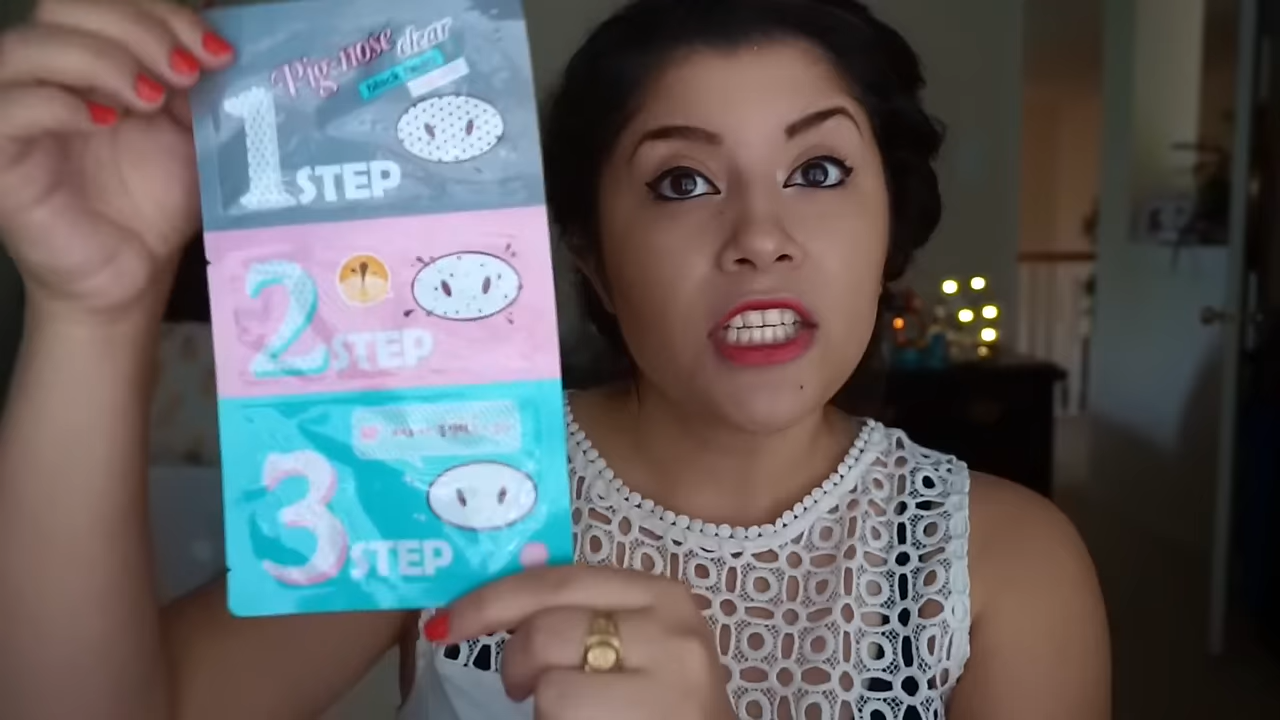 Pig-nose clear
black head
1 STEP
2 STEP
3 STEP